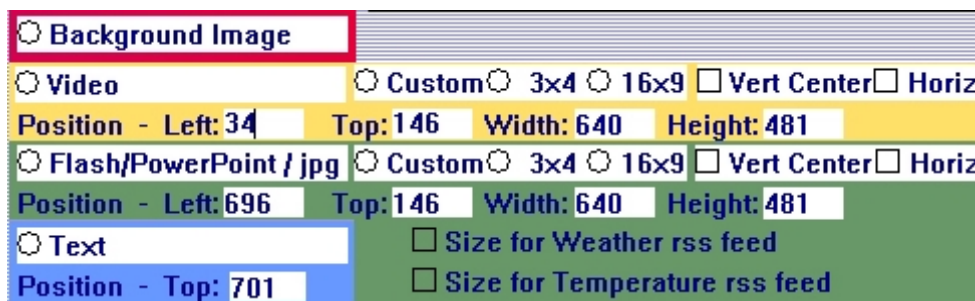 Background Image
Video Custom 3x4 16x9 Vert Center Horiz
Position - Left: 34 Top: 146 Width: 640 Height: 481
Flash/PowerPoint / jpg Custom 3x4 16x9 Vert Center Horiz
Position - Left: 696 Top: 146 Width: 640 Height: 481
Text Size for Weather rss feed
Position - Top: 701 Size for Temperature rss feed